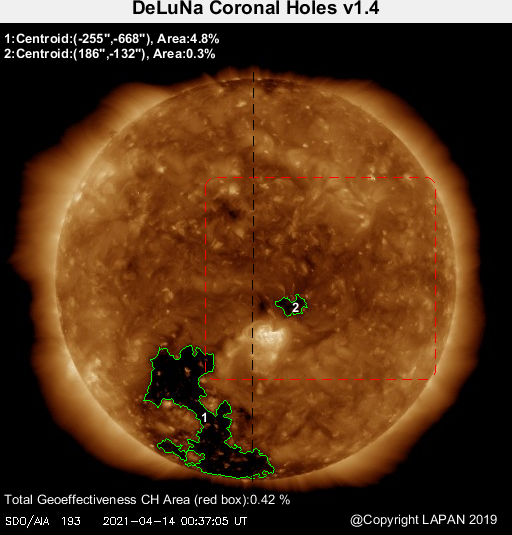 DeLuNa Coronal Holes v1.4
1:Centroid:(-255",-668"), Area:4.8%
2:Centroid:(186",-132"), Area:0.3%
2
1
Total Geoeffectiveness CH Area (red box):0.42 %
SDO/AIA 193 2021-04-14 00:37:05 UT
@Copyright LAPAN 2019